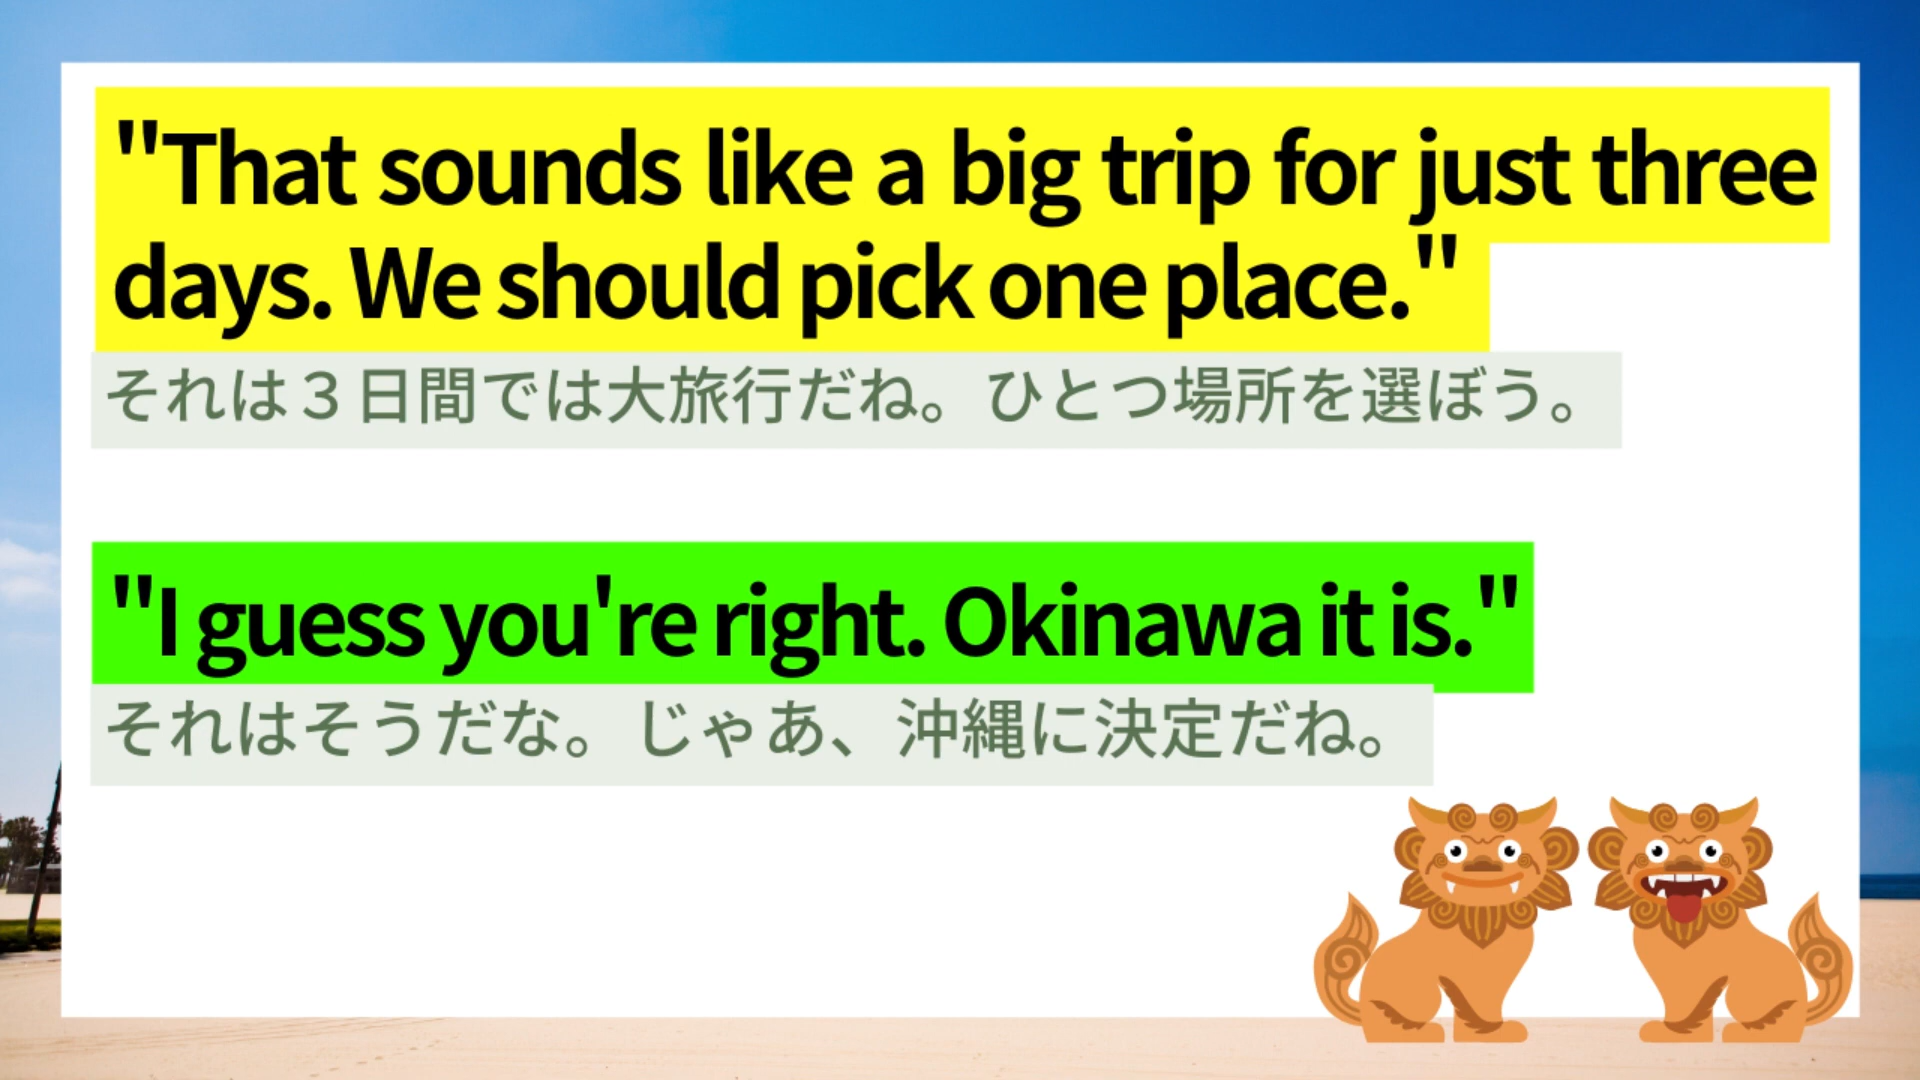 "That sounds like a big trip for just three
days. We should pick one place."
それは３日間では大旅行だね。ひとつ場所を選ぼう。
"I guess you're right. Okinawa it is."
それはそうだな。じゃあ、沖縄に決定だね。